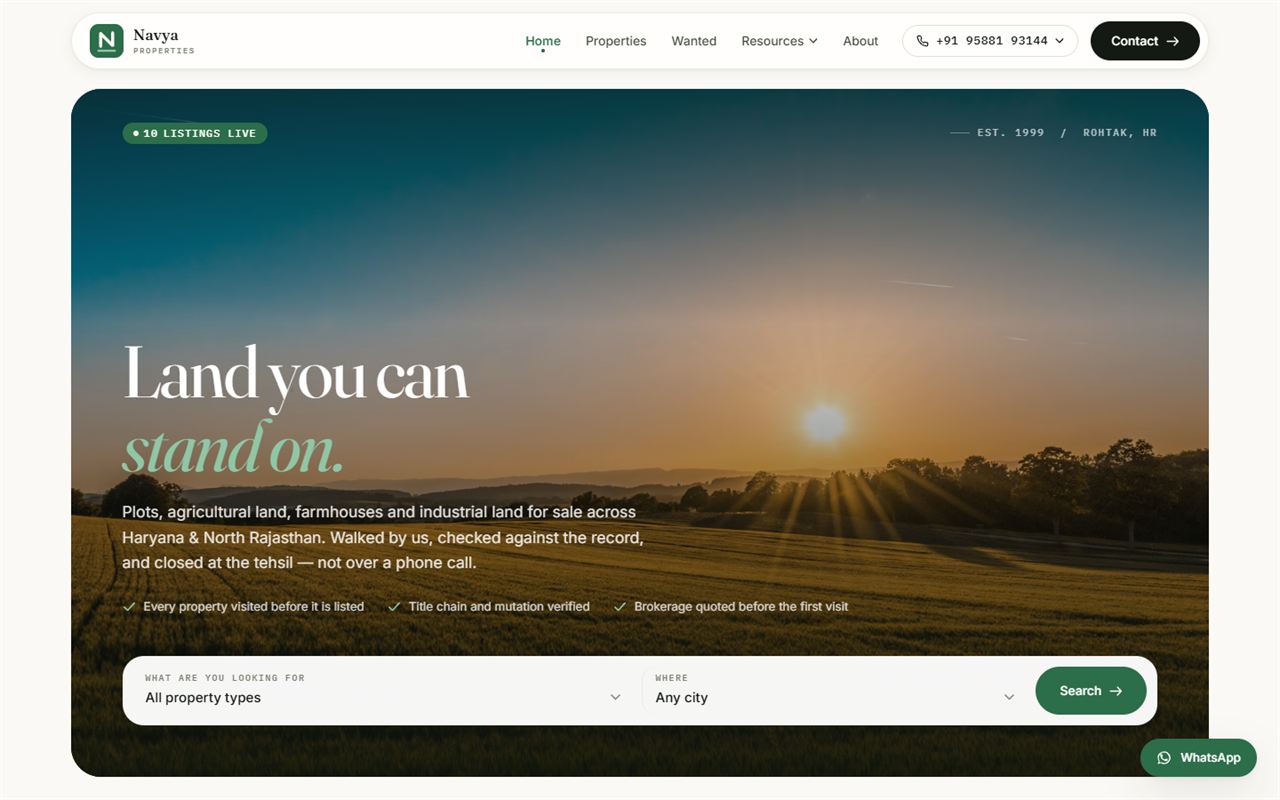 N
Navya
PROPERTIES
Home
Properties
Wanted
Resources
About
+91 95881 93144
Contact
10 LISTINGS LIVE
EST. 1999 / ROHTAK, HR
Land you can
stand on.
Plots, agricultural land, farmhouses and industrial land for sale across
Haryana & North Rajasthan. Walked by us, checked against the record,
and closed at the tehsil — not over a phone call.
Every property visited before it is listed
Title chain and mutation verified
Brokerage quoted before the first visit
WHAT ARE YOU LOOKING FOR
All property types
WHERE
Any city
Search
WhatsApp